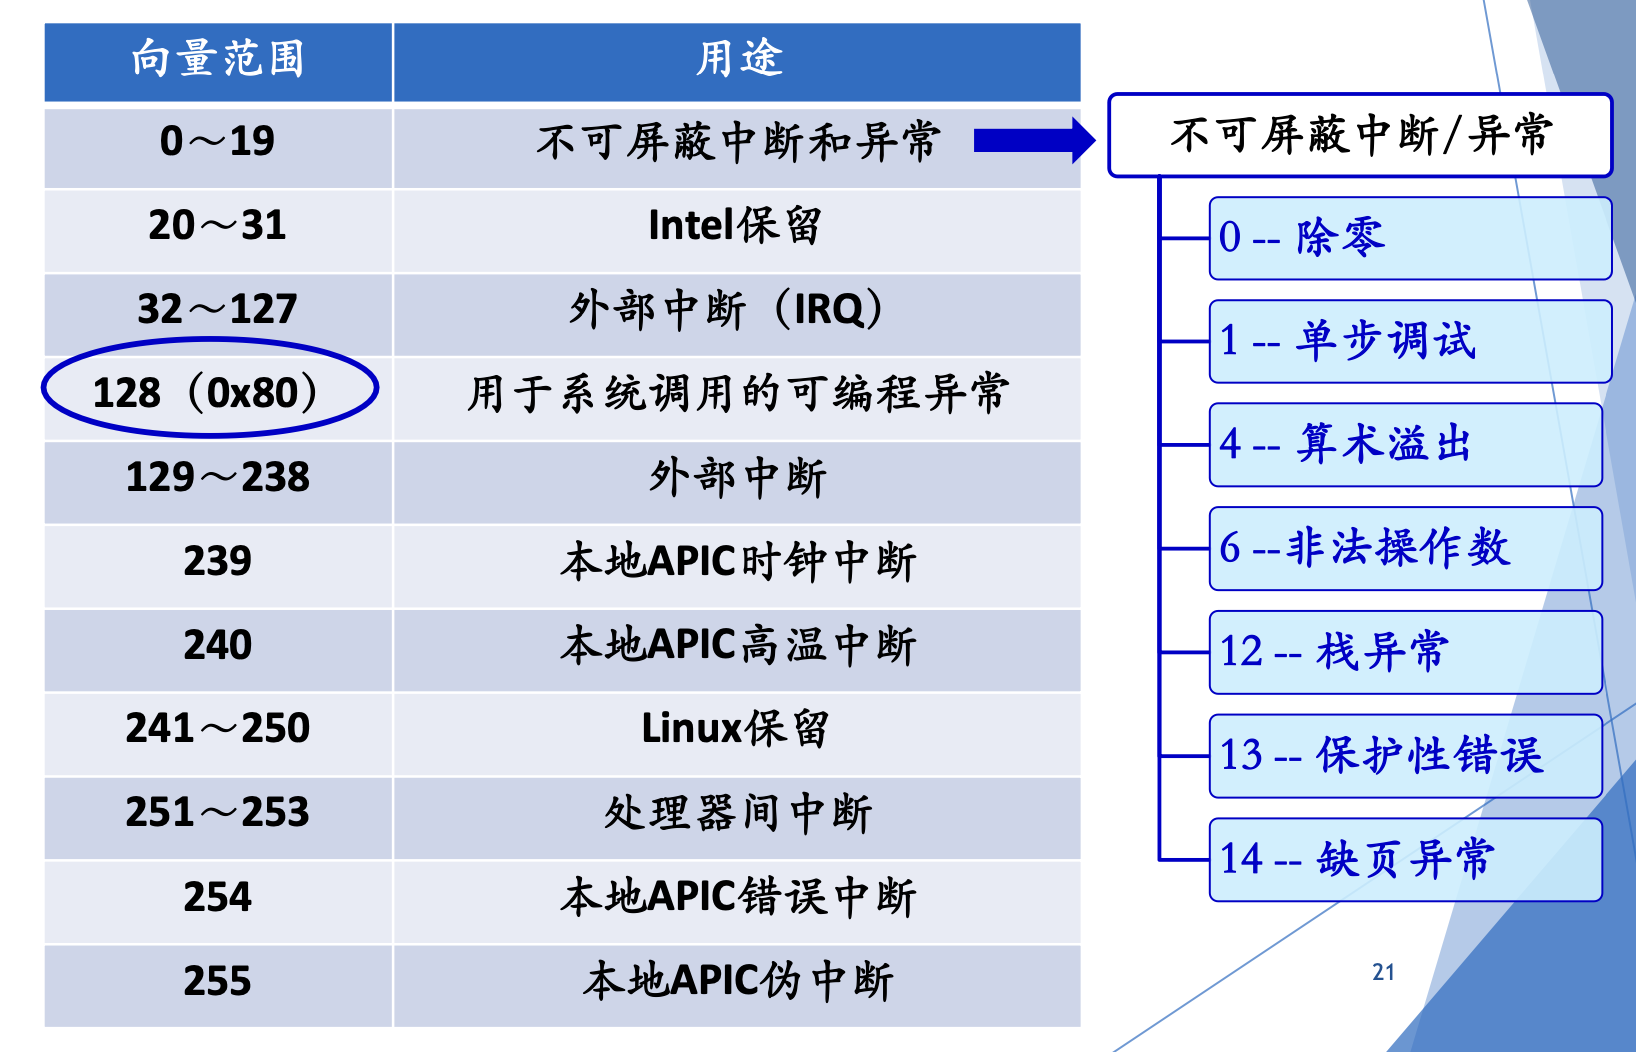 向量范围 用途
0～19 不可屏蔽中断和异常
20～31 Intel保留
32～127 外部中断（IRQ）
128（0x80） 用于系统调用的可编程异常
129～238 外部中断
239 本地APIC时钟中断
240 本地APIC高温中断
241～250 Linux保留
251～253 处理器间中断
254 本地APIC错误中断
255 本地APIC伪中断
不可屏蔽中断/异常
0 -- 除零
1 -- 单步调试
4 -- 算术溢出
6 --非法操作数
12 -- 栈异常
13 -- 保护性错误
14 -- 缺页异常
21